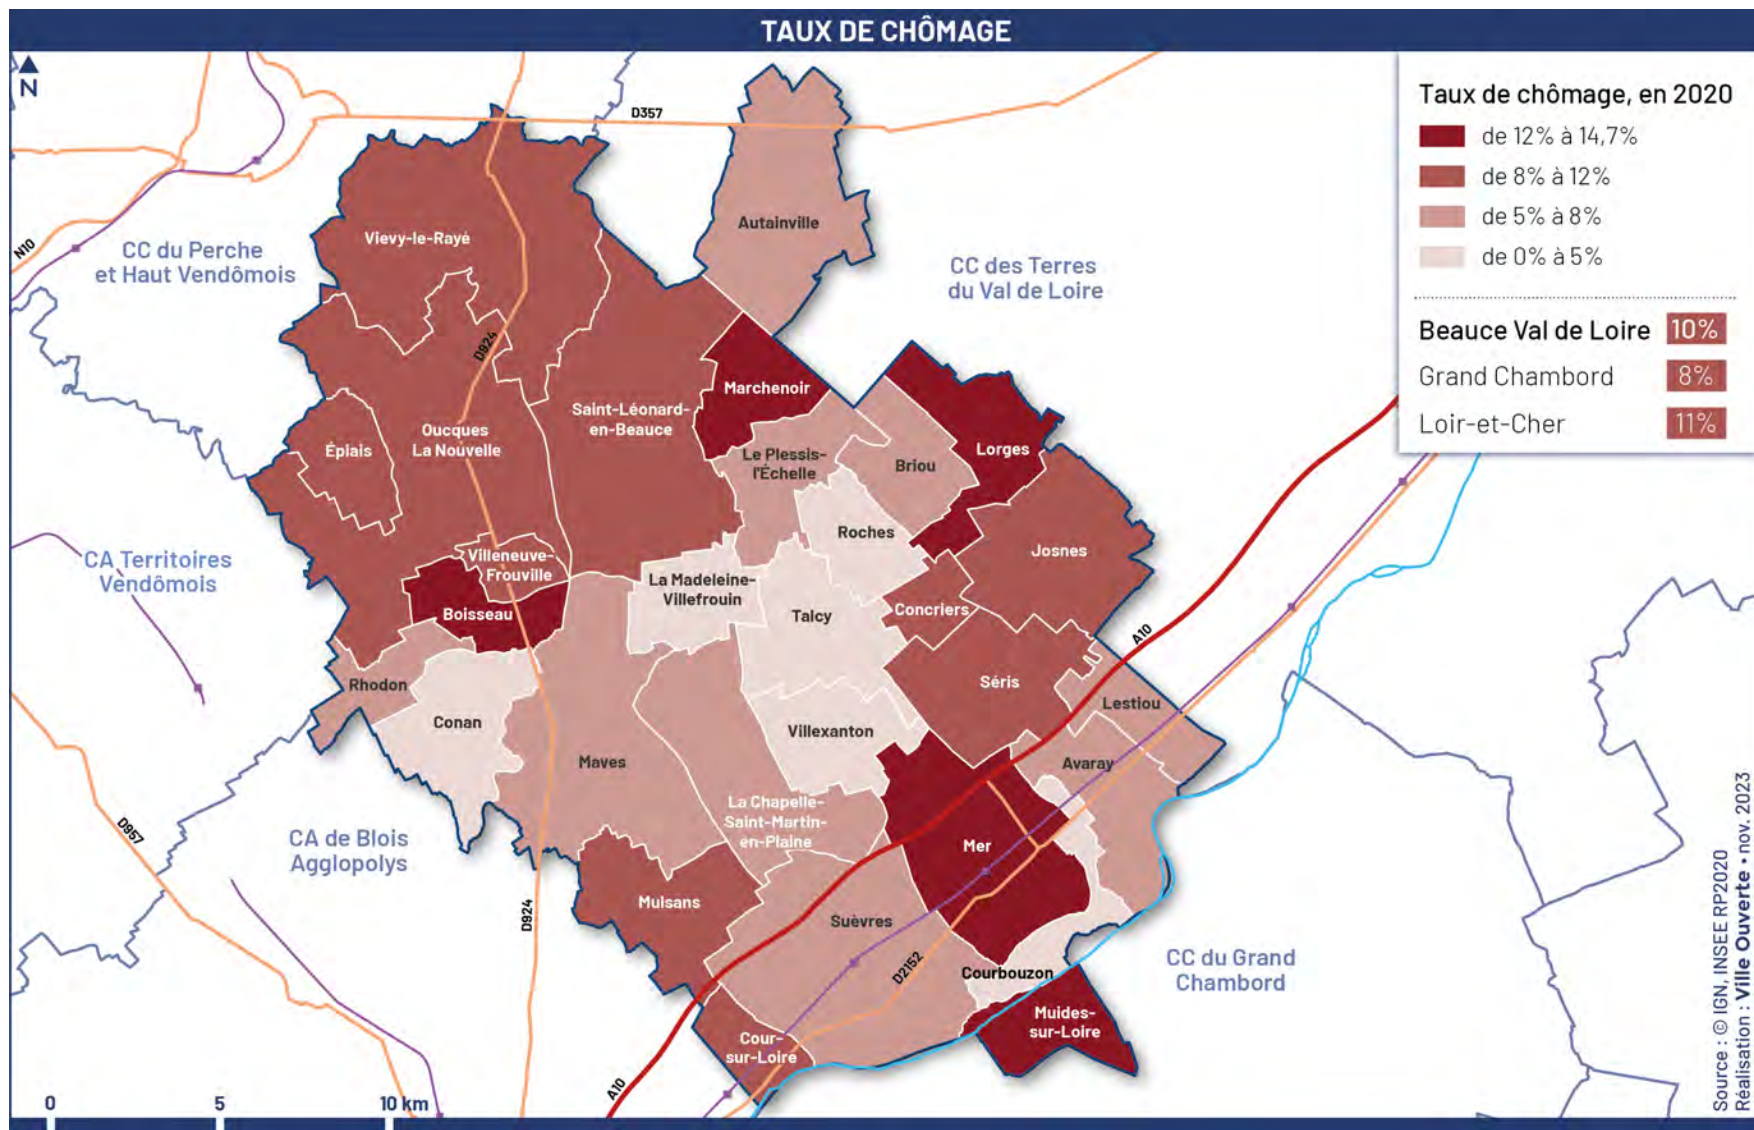 TAUX DE CHÔMAGE
N
Taux de chômage, en 2020
de 12% à 14,7%
de 8% à 12%
de 5% à 8%
de 0% à 5%
Beauce Val de Loire 10%
Grand Chambord 8%
Loir-et-Cher 11%
D357
N10
CC du Perche
et Haut Vendômois
Vievy-le-Rayé
Autainville
CC des Terres
du Val de Loire
D924
Marchenoir
Saint-Léonard-
en-Beauce
Oucques
La Nouvelle
Éplais
Le Plessis-
l'Échelle
Briou
Lorges
Roches
Josnes
CA Territoires
Vendômois
Villeneuve-
Frouville
Boisseau
La Madeleine-
Villefrouin
Talcy
Concriers
A10
Rhodon
Conan
Séris
Lestiou
Villexanton
Maves
Avaray
La Chapelle-
Saint-Martin-
en-Plaine
D957
CA de Blois
Agglopolys
Mer
Mulsans
Suèvres
D924
D2152
Courbouzon
CC du Grand
Chambord
Muides-
sur-Loire
Cour-
sur-Loire
A10
0 5 10 km
Source : © IGN, INSEE RP2020
Réalisation : Ville Ouverte • nov. 2023